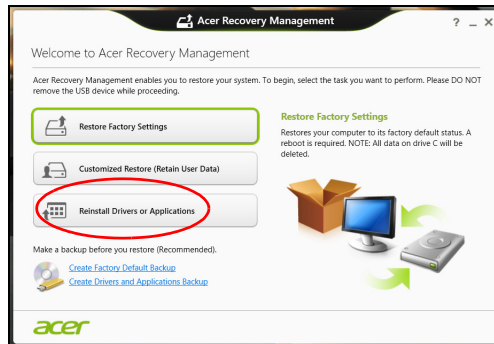 Acer Recovery Management
? _ X
Welcome to Acer Recovery Management
Acer Recovery Management enables you to restore your system. To begin, select the task you want to perform. Please DO NOT
remove the USB device while proceeding.
Restore Factory Settings
Customized Restore (Retain User Data)
Reinstall Drivers or Applications
Restore Factory Settings
Restores your computer to its factory default status. A
reboot is required. NOTE: All data on drive C will be
deleted.
Make a backup before you restore (Recommended).
Create Factory Default Backup
Create Drivers and Applications Backup
acer